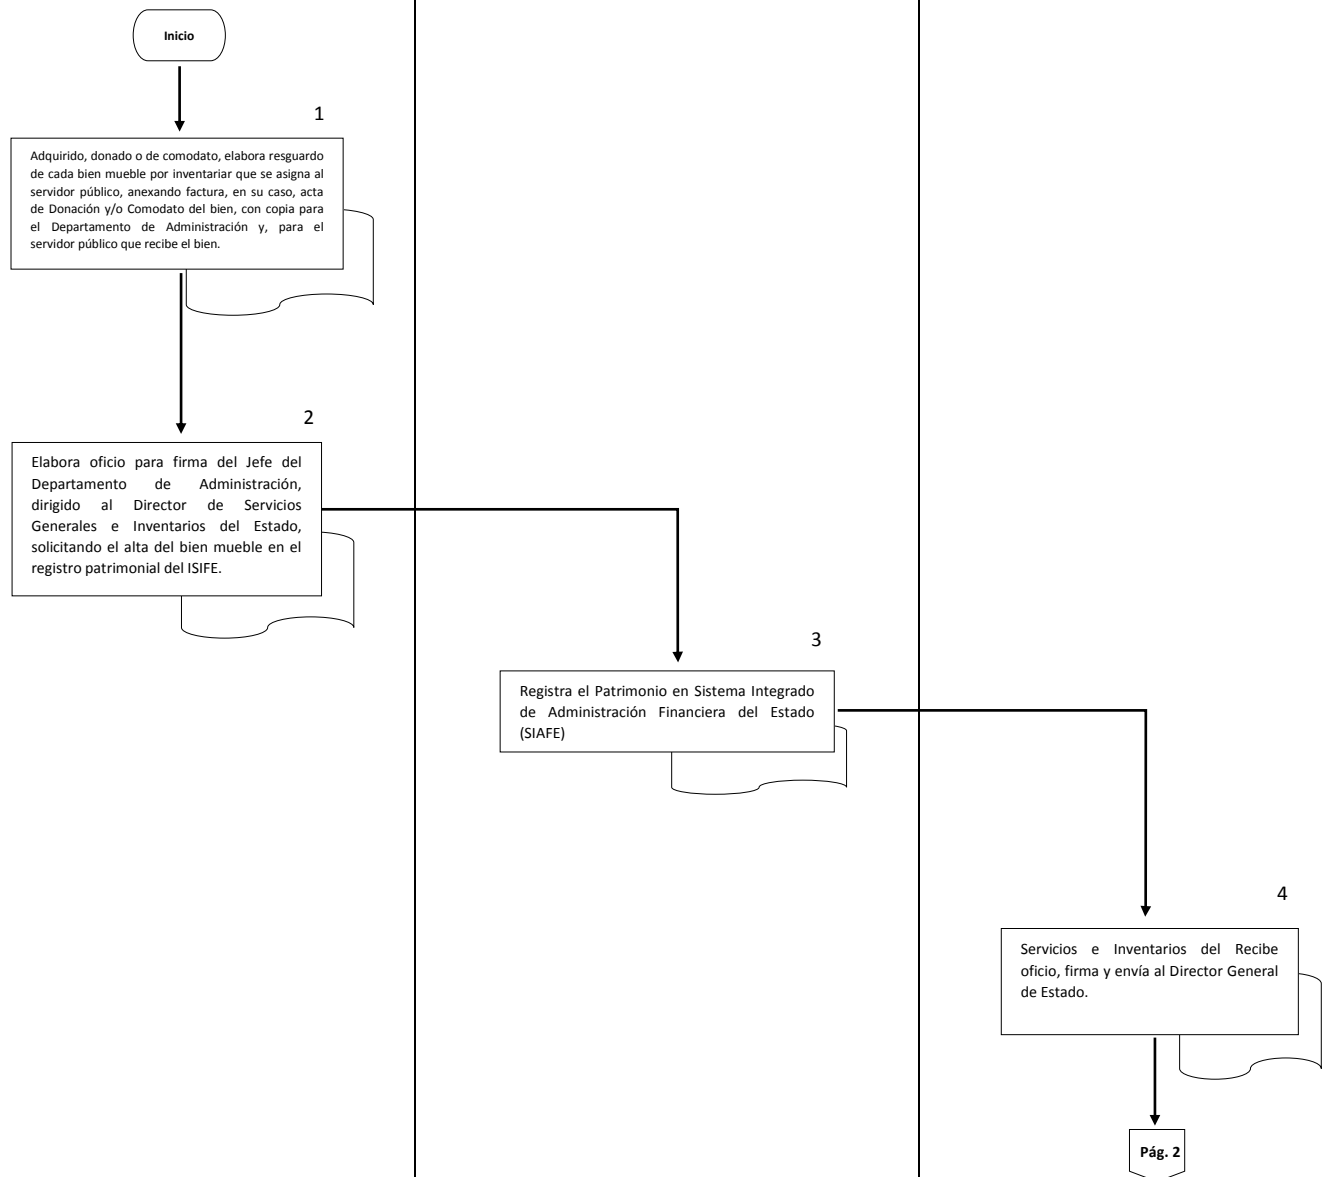 Inicio
1
Adquirido, donado o de comodato, elabora resguardo
de cada bien mueble por inventariar que se asigna al
servidor público, anexando factura, en su caso, acta
de Donación y/o Comodato del bien, con copia para
el Departamento de Administración y, para el
servidor público que recibe el bien.
2
Elabora oficio para firma del Jefe del
Departamento de Administración,
dirigido al Director de Servicios
Generales e Inventarios del Estado,
solicitando el alta del bien mueble en el
registro patrimonial del ISIFE.
3
Registra el Patrimonio en Sistema Integrado
de Administración Financiera del Estado
(SIAFE)
4
Servicios e Inventarios del Recibe
oficio, firma y envía al Director General
de Estado.
Pág. 2